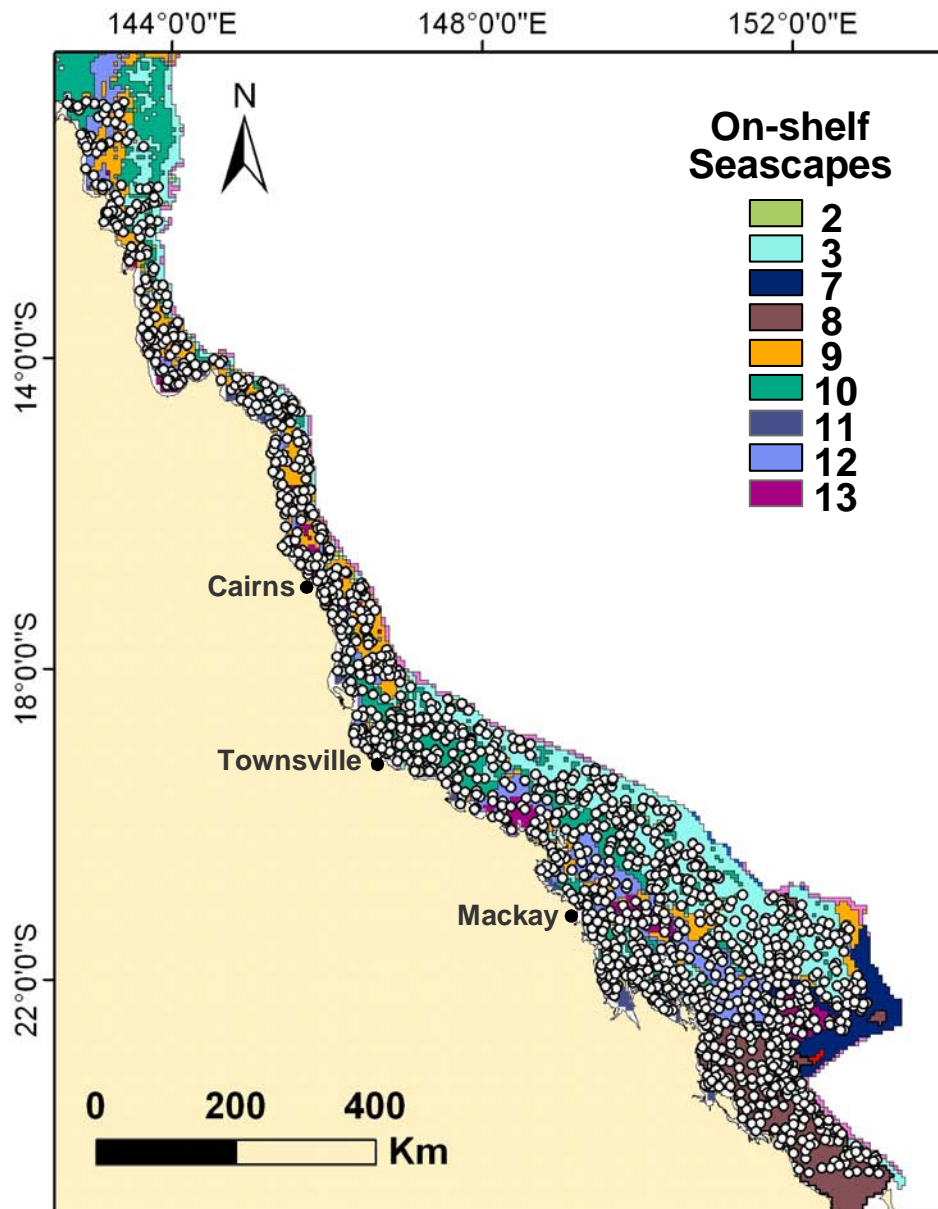 144°0'0"E
148°0'0"E
152°0'0"E
N
On-shelf
Seascapes
2
3
7
8
9
10
11
12
13
14°0'0"S
18°0'0"S
22°0'0"S
Cairns
Townsville
Mackay
0 200 400
Km